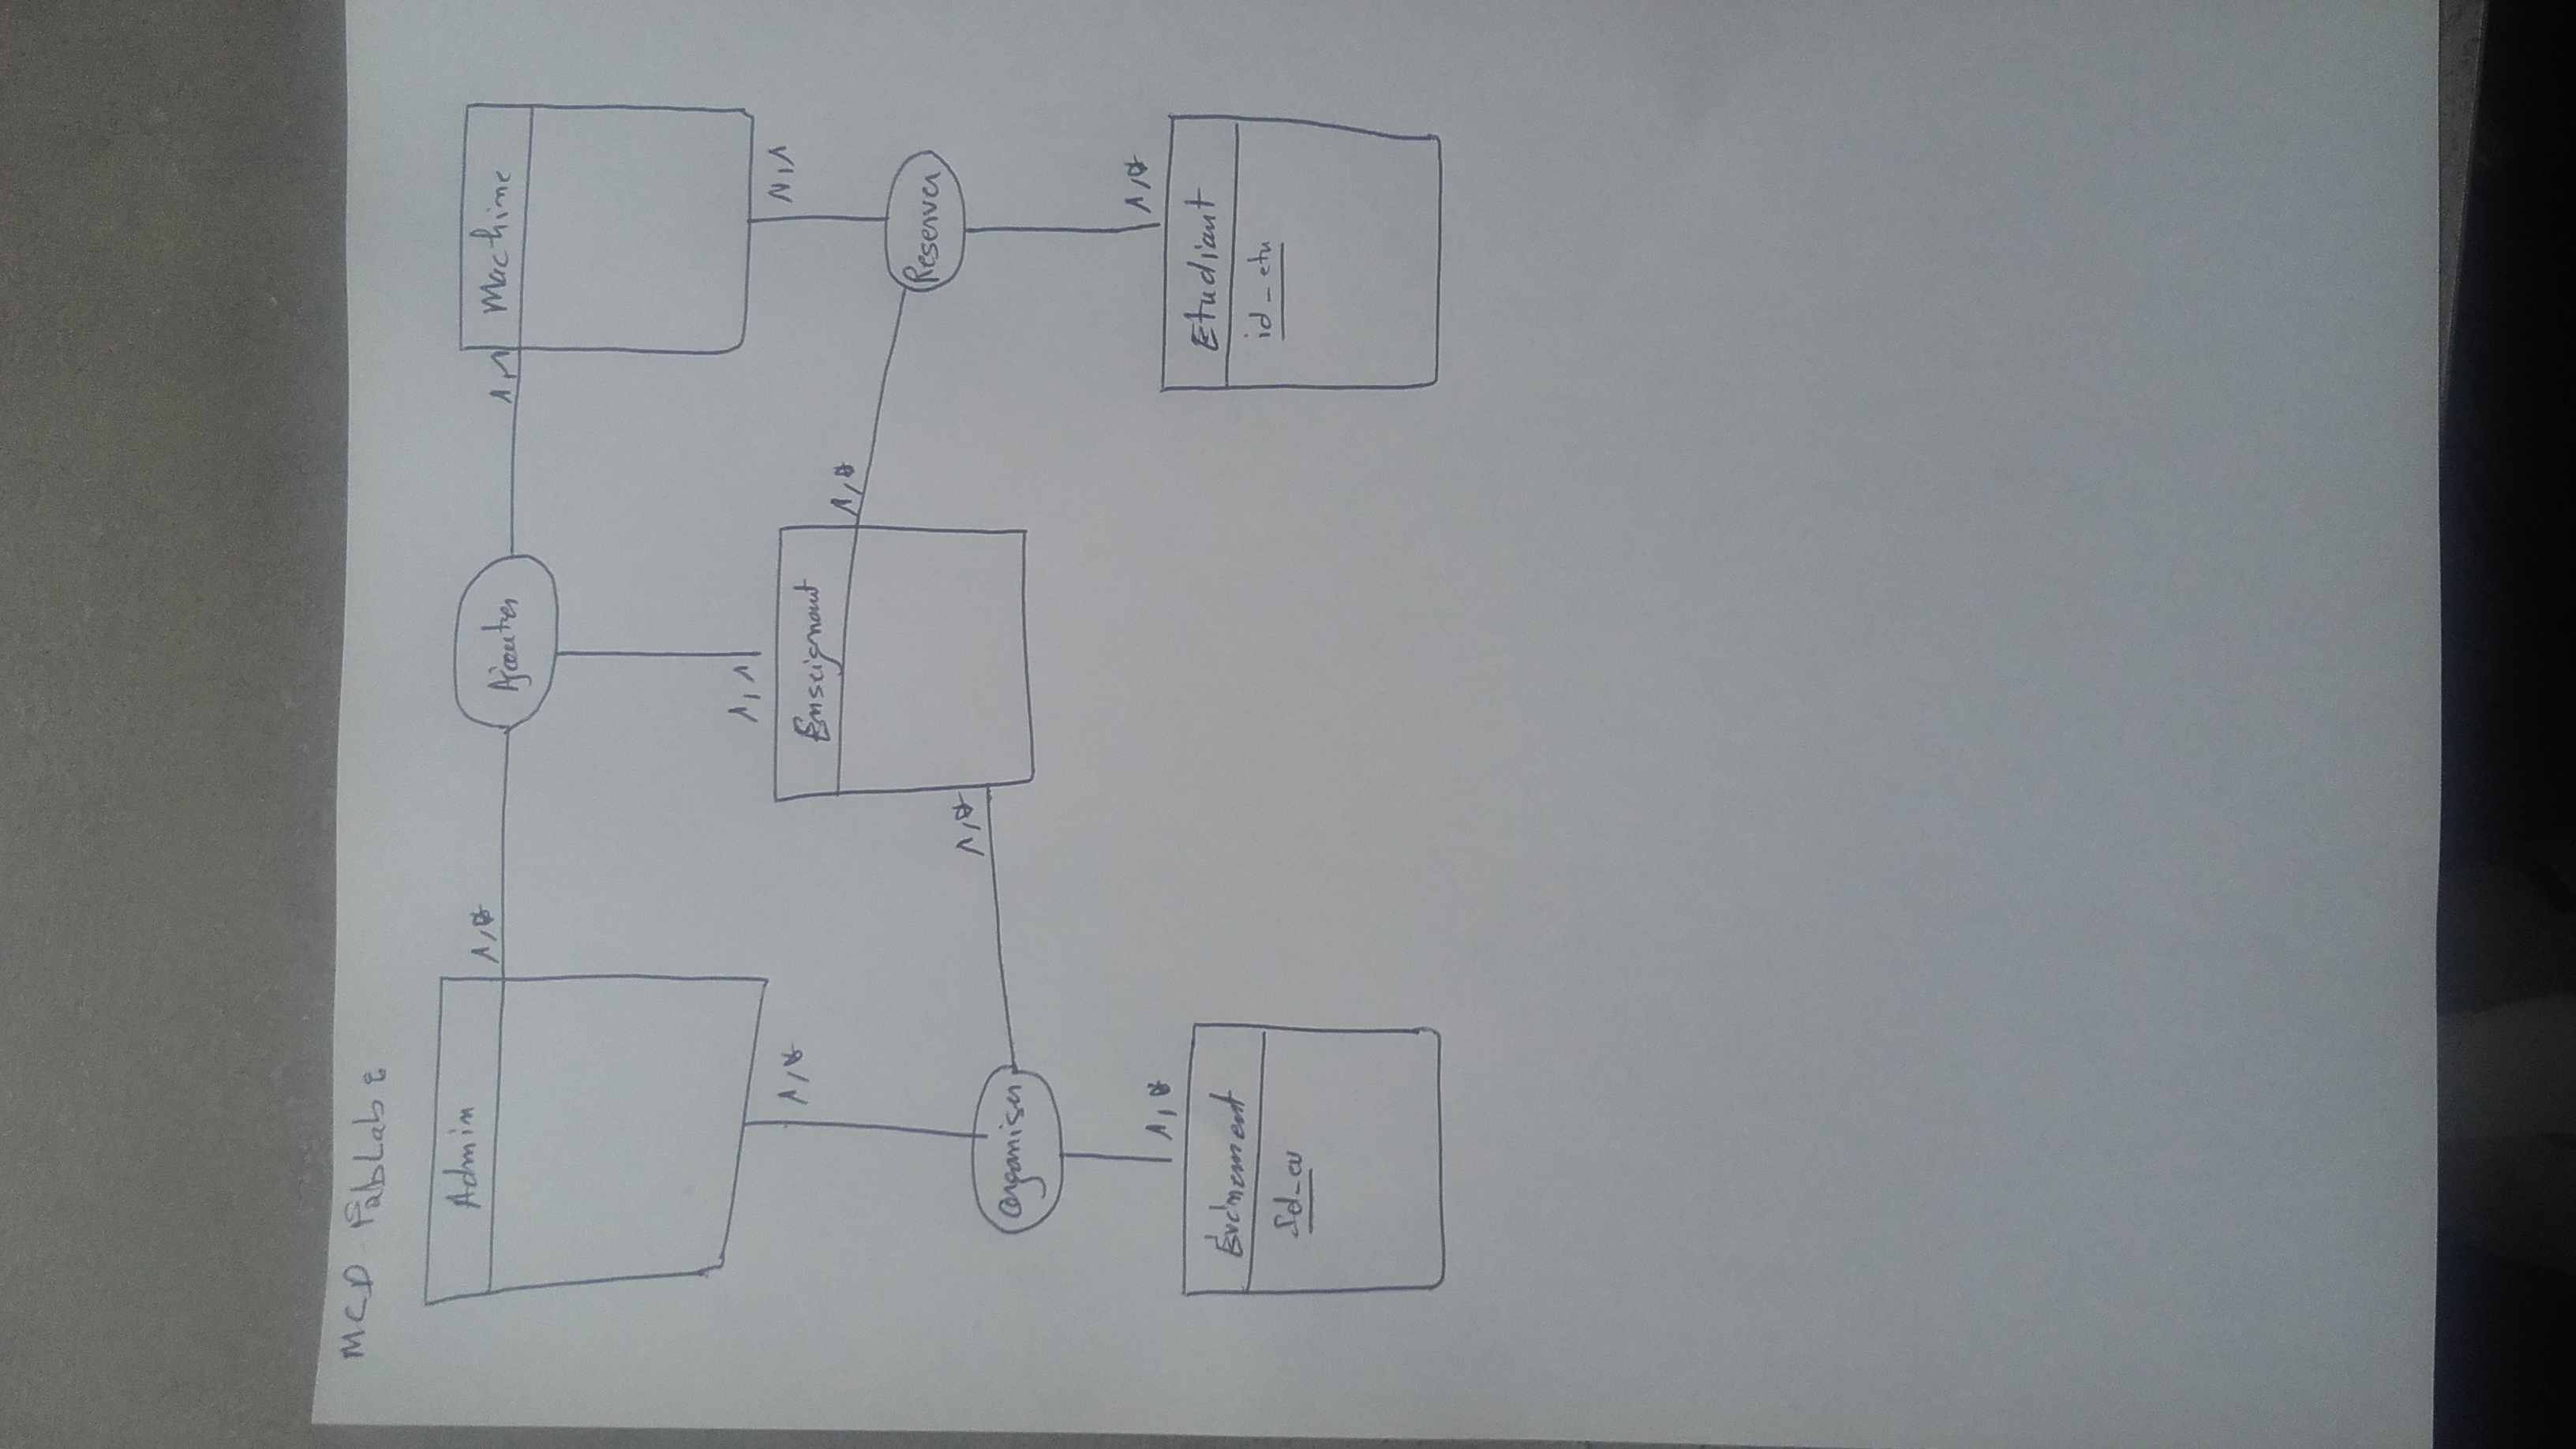 MCD FabLab :
Admin
1,*
Ajouter
1,1
Machine
1,*
1,1
Enseignant
1,*
N,1
Reserver
1,*
Organiser
1,*
1,*
Événement
Id_ev
Etudiant
id_etu